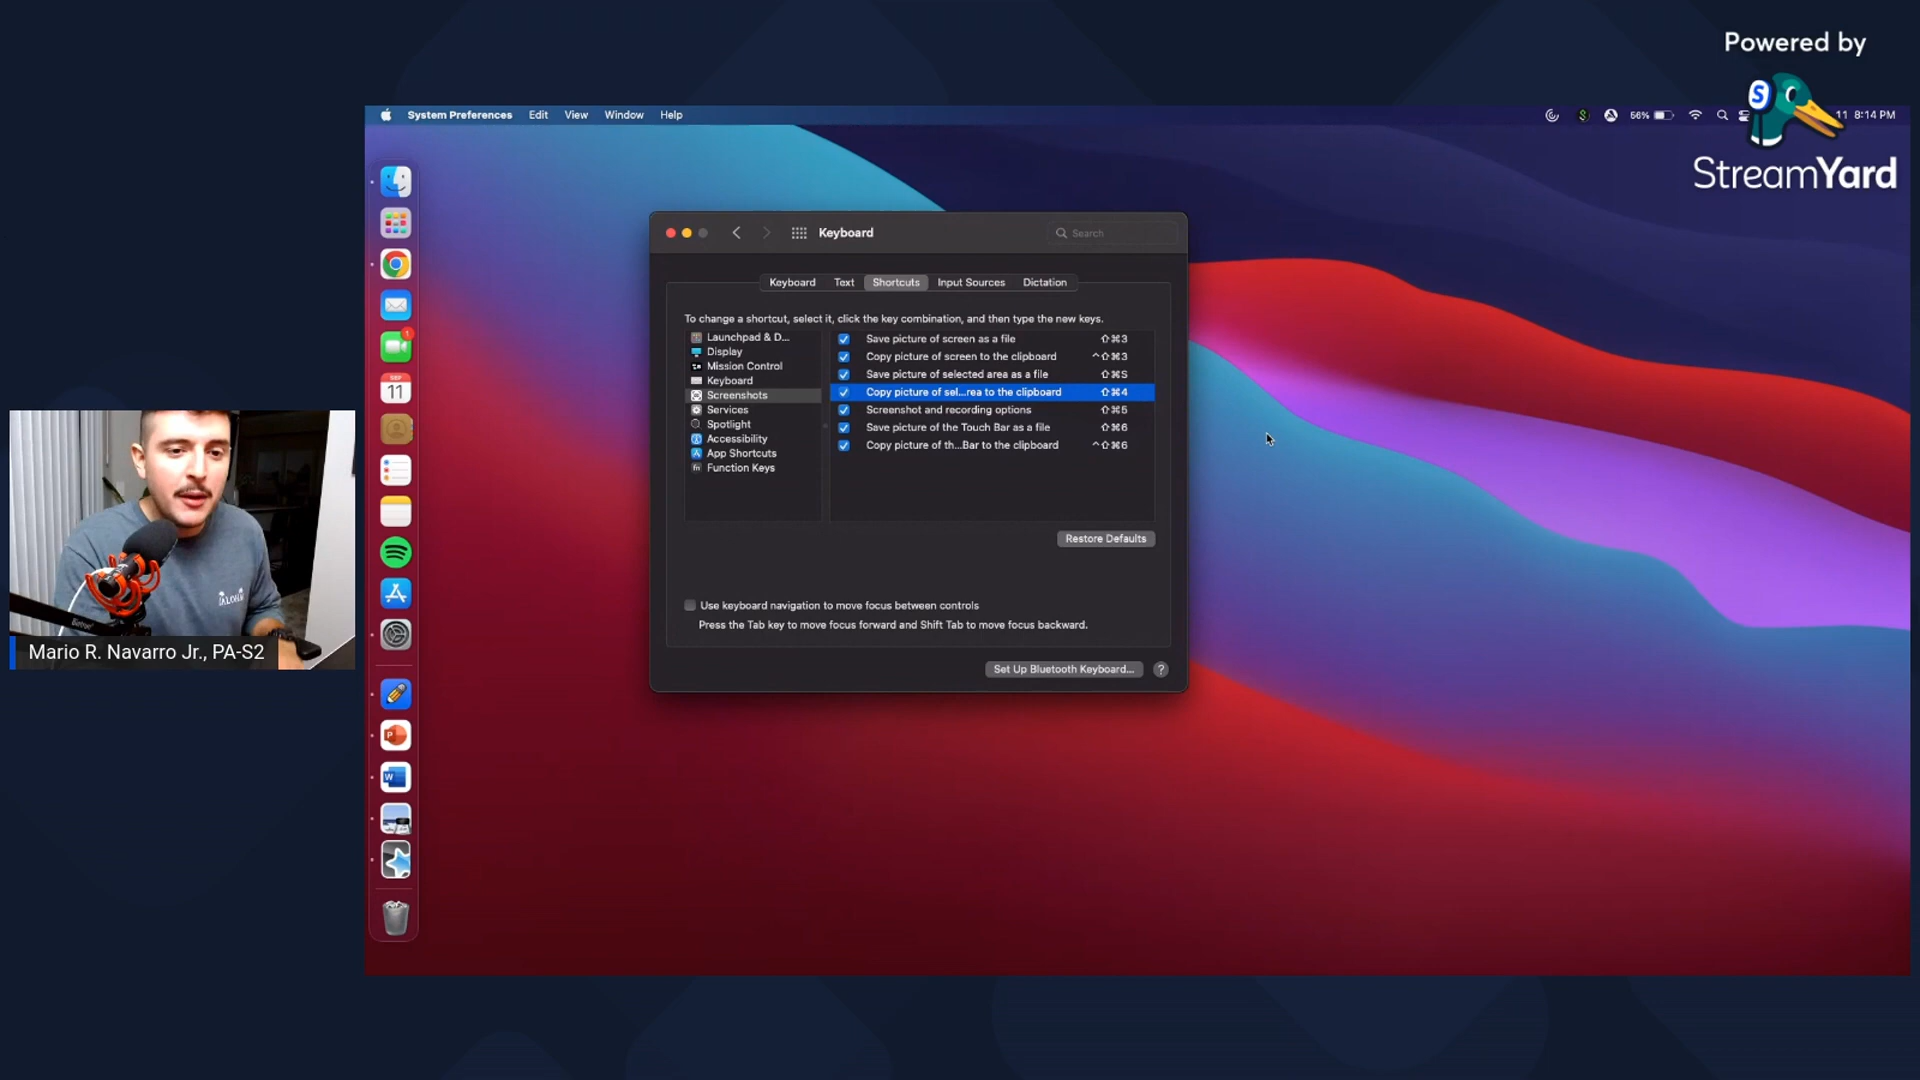 Powered by
StreamYard
System Preferences Edit View Window Help
56% 11 8:14 PM
Keyboard
Search
Keyboard Text Shortcuts Input Sources Dictation
To change a shortcut, select it, click the key combination, and then type the new keys.
Launchpad & D...
Display
Mission Control
Keyboard
Screenshots
Services
Spotlight
Accessibility
App Shortcuts
fn Function Keys
Save picture of screen as a file ⇧⌘3
Copy picture of screen to the clipboard ^⇧⌘3
Save picture of selected area as a file ⇧⌘S
Copy picture of sel...rea to the clipboard ⇧⌘4
Screenshot and recording options ⇧⌘5
Save picture of the Touch Bar as a file ⇧⌘6
Copy picture of th...Bar to the clipboard ^⇧⌘6
Restore Defaults
Use keyboard navigation to move focus between controls
Press the Tab key to move focus forward and Shift Tab to move focus backward.
Set Up Bluetooth Keyboard... ?
SEP
11
1
P
W
S
ALOHA
Mario R. Navarro Jr., PA-S2